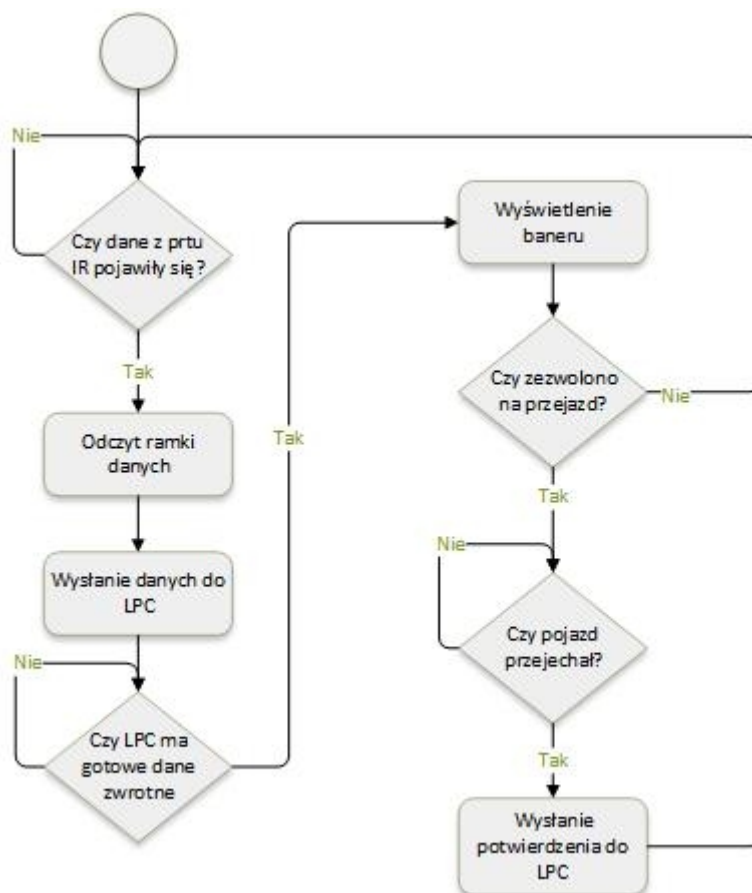 Nie
Czy dane z prtu
IR pojawiły się?
Tak
Odczyt ramki
danych
Wysłanie danych do
LPC
Nie
Czy LPC ma
gotowe dane
zwrotne
Tak
Wyświetlenie
baneru
Czy zezwolono
na przejazd?
Nie
Tak
Nie
Czy pojazd
przejechał?
Tak
Wysłanie
potwierdzenia do
LPC